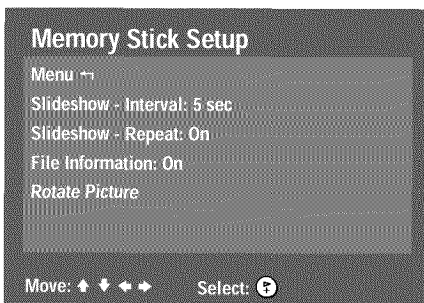 Memory Stick Setup
Menu
Slideshow - Interval: 5 sec
Slideshow - Repeat: On
File Information: On
Rotate Picture
Move: Select: